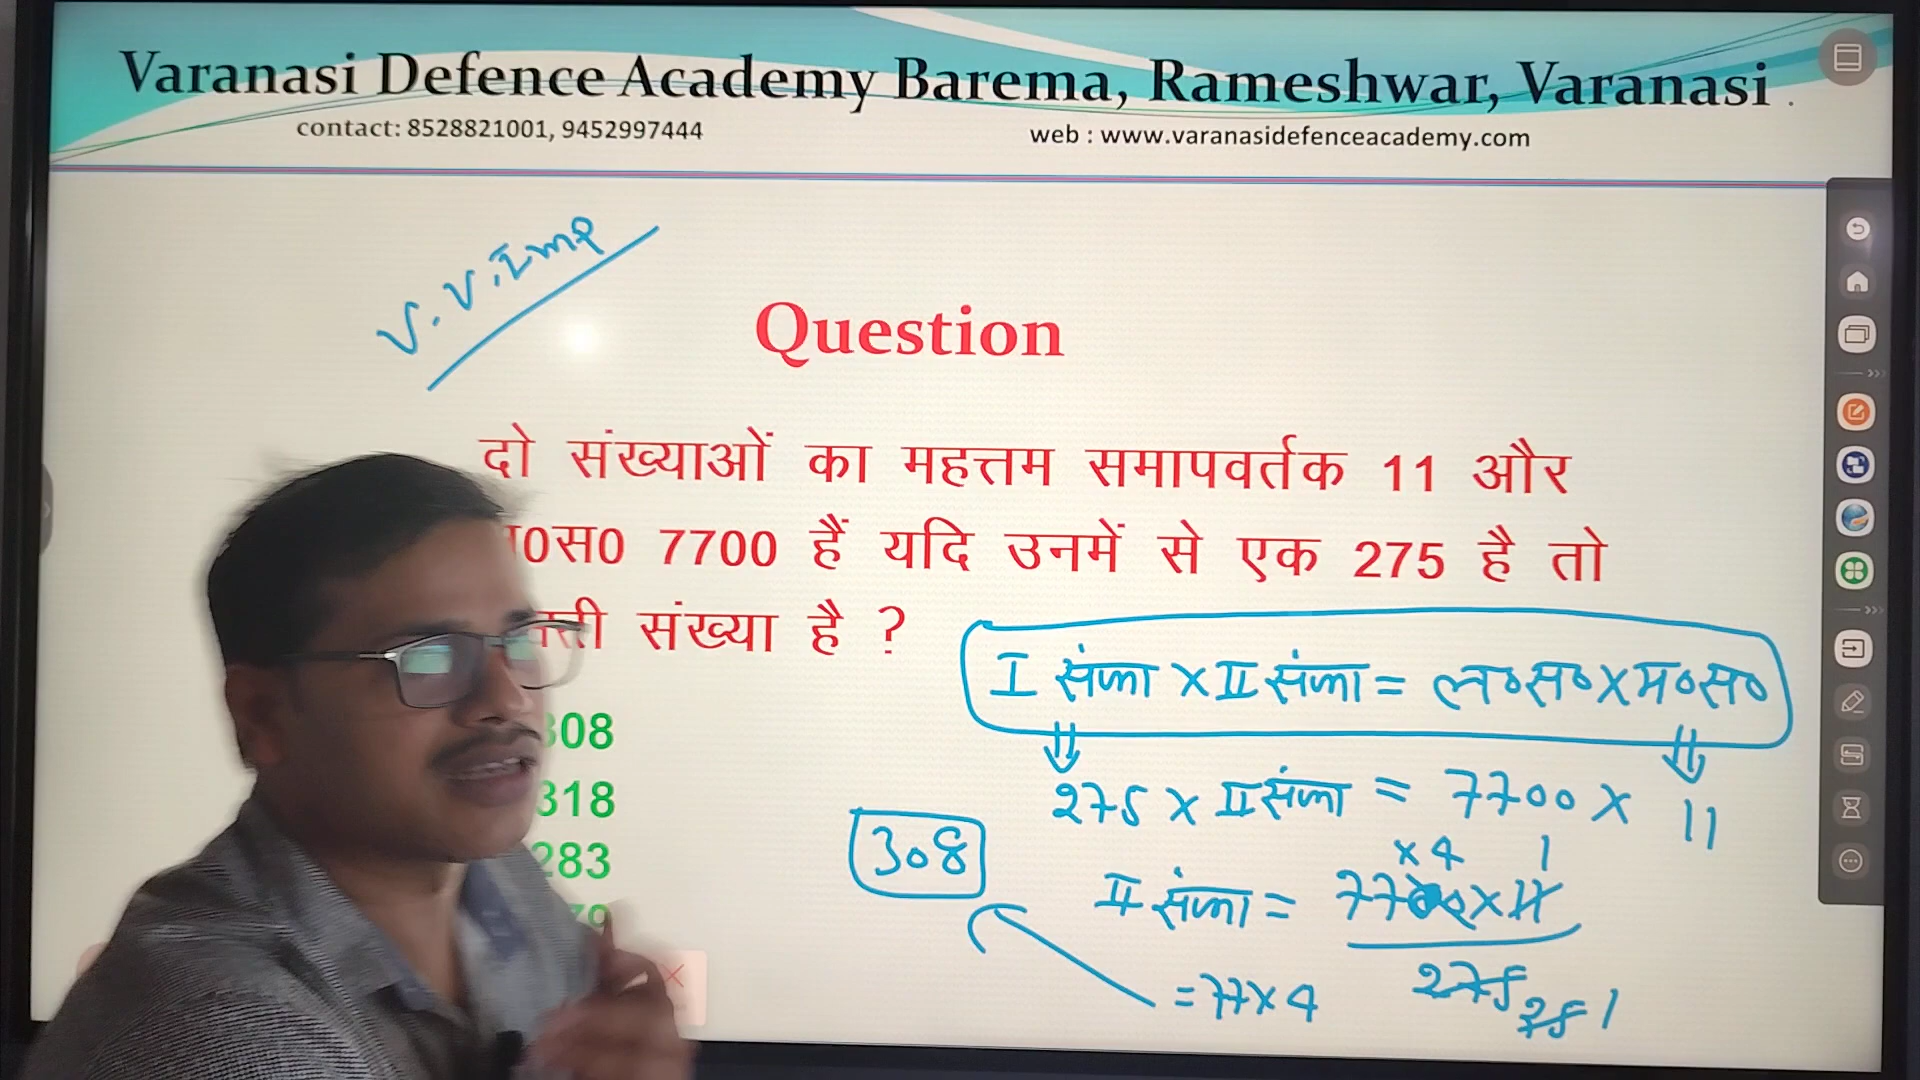 Varanasi Defence Academy Barema, Rameshwar, Varanasi .
contact: 8528821001, 9452997444
web : www.varanasidefenceacademy.com
V.V.Imp
Question
दो संख्याओं का महत्तम समापवर्तक 11 और
0स0 7700 हैं यदि उनमें से एक 275 है तो
संख्या है ?
I संख्या × II संख्या = ल०स० × म०स०
308
318
283
275 × II संख्या = 7700 × 11
308
×4 1
II संख्या = 7700×11
275 25 1
= 77×4